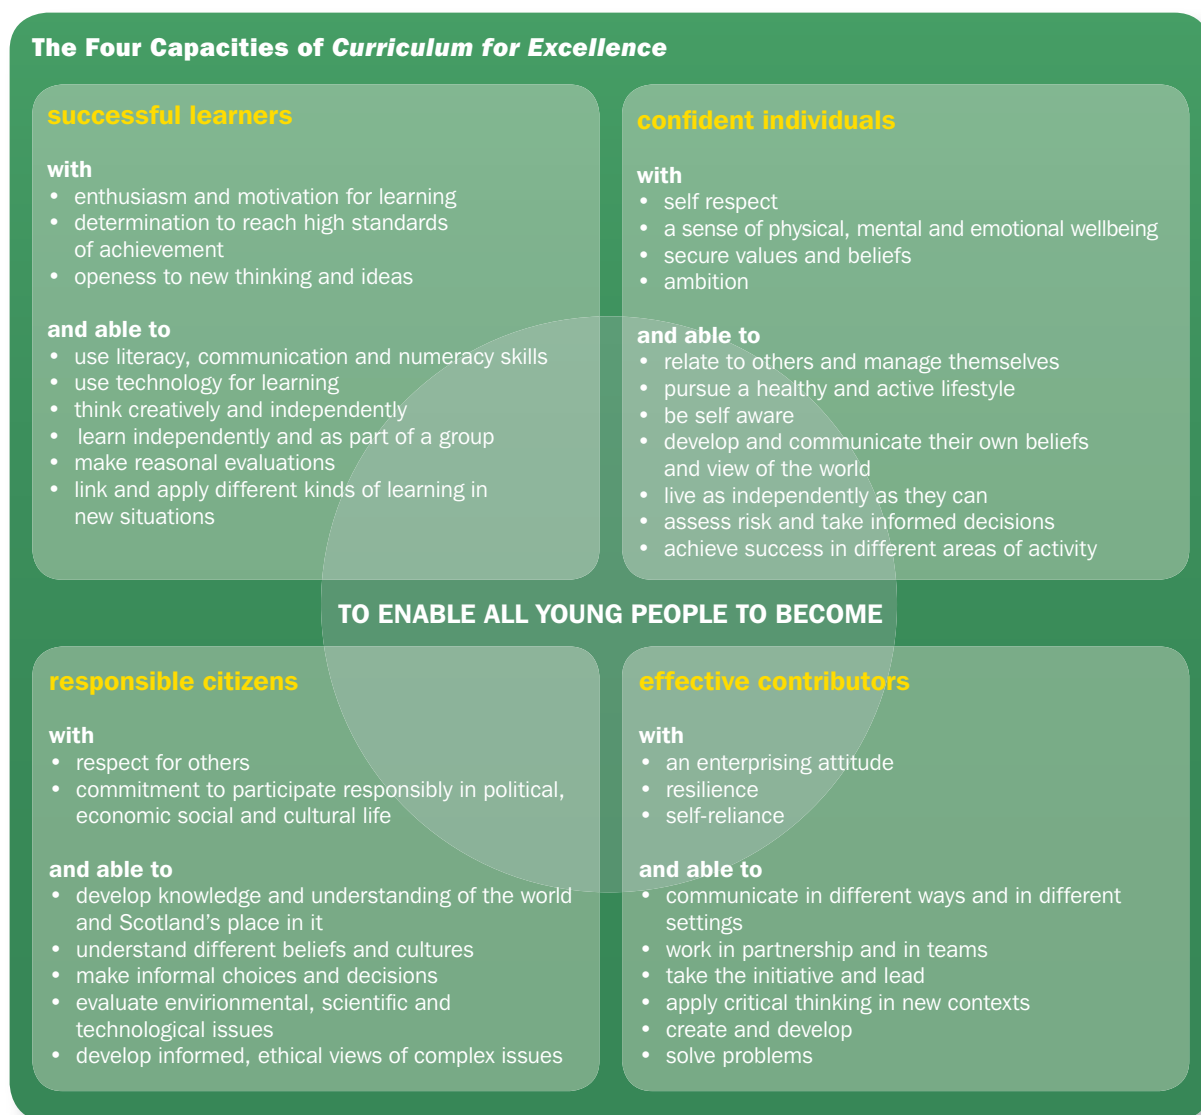 The Four Capacities of Curriculum for Excellence
successful learners
with
• enthusiasm and motivation for learning
• determination to reach high standards
of achievement
• openess to new thinking and ideas
and able to
• use literacy, communication and numeracy skills
• use technology for learning
• think creatively and independently
• learn independently and as part of a group
• make reasonal evaluations
• link and apply different kinds of learning in
new situations
confident individuals
with
• self respect
• a sense of physical, mental and emotional wellbeing
• secure values and beliefs
• ambition
and able to
• relate to others and manage themselves
• pursue a healthy and active lifestyle
• be self aware
• develop and communicate their own beliefs
and view of the world
• live as independently as they can
• assess risk and take informed decisions
• achieve success in different areas of activity
TO ENABLE ALL YOUNG PEOPLE TO BECOME
responsible citizens
with
• respect for others
• commitment to participate responsibly in political,
economic social and cultural life
and able to
• develop knowledge and understanding of the world
and Scotland's place in it
• understand different beliefs and cultures
• make informal choices and decisions
• evaluate envirionmental, scientific and
technological issues
• develop informed, ethical views of complex issues
effective contributors
with
• an enterprising attitude
• resilience
• self-reliance
and able to
• communicate in different ways and in different
settings
• work in partnership and in teams
• take the initiative and lead
• apply critical thinking in new contexts
• create and develop
• solve problems